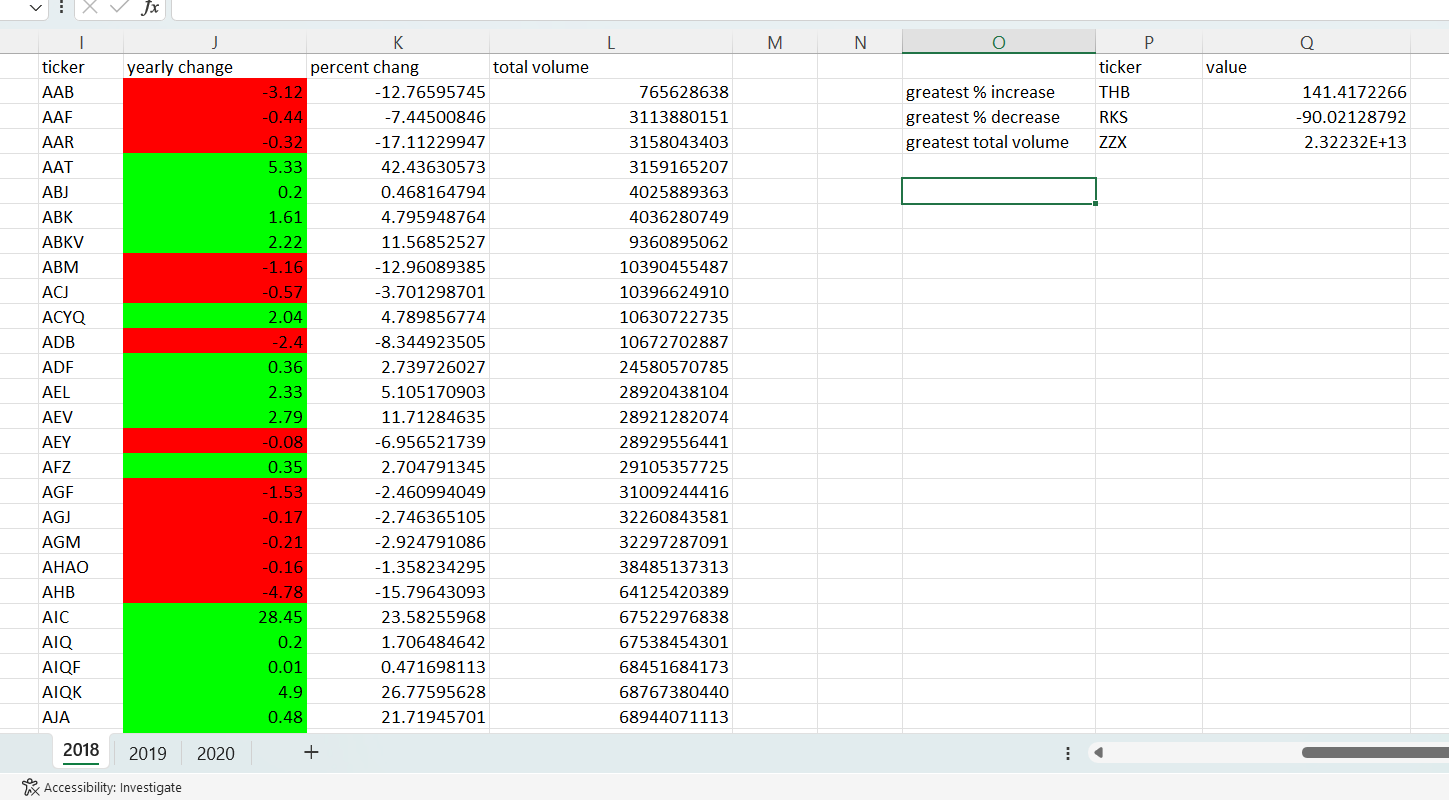 fx
I J K L M N O P Q
ticker yearly change percent chang total volume ticker value
AAB -3.12 -12.76595745 765628638 greatest % increase THB 141.4172266
AAF -0.44 -7.44500846 3113880151 greatest % decrease RKS -90.02128792
AAR -0.32 -17.11229947 3158043403 greatest total volume ZZX 2.32232E+13
AAT 5.33 42.43630573 3159165207
ABJ 0.2 0.468164794 4025889363
ABK 1.61 4.795948764 4036280749
ABKV 2.22 11.56852527 9360895062
ABM -1.16 -12.96089385 10390455487
ACJ -0.57 -3.701298701 10396624910
ACYQ 2.04 4.789856774 10630722735
ADB -2.4 -8.344923505 10672702887
ADF 0.36 2.739726027 24580570785
AEL 2.33 5.105170903 28920438104
AEV 2.79 11.71284635 28921282074
AEY -0.08 -6.956521739 28929556441
AFZ 0.35 2.704791345 29105357725
AGF -1.53 -2.460994049 31009244416
AGJ -0.17 -2.746365105 32260843581
AGM -0.21 -2.924791086 32297287091
AHAO -0.16 -1.358234295 38485137313
AHB -4.78 -15.79643093 64125420389
AIC 28.45 23.58255968 67522976838
AIQ 0.2 1.706484642 67538454301
AIQF 0.01 0.471698113 68451684173
AIQK 4.9 26.77595628 68767380440
AJA 0.48 21.71945701 68944071113
2018 2019 2020 +
Accessibility: Investigate